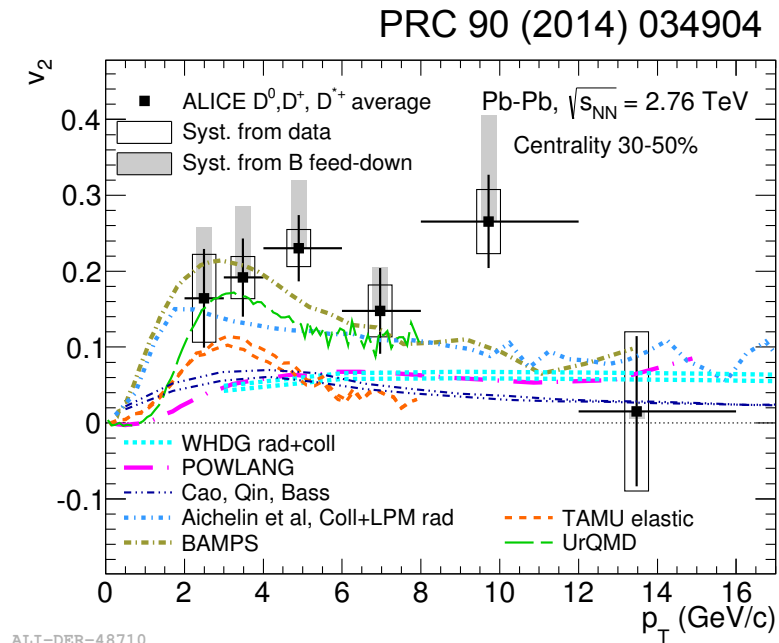 PRC 90 (2014) 034904
v2
ALICE D0,D+, D*+ average
Syst. from data
Syst. from B feed-down
Pb-Pb, √sNN = 2.76 TeV
Centrality 30-50%
0.4
0.3
0.2
0.1
0
-0.1
WHDG rad+coll
POWLANG
Cao, Qin, Bass
Aichelin et al, Coll+LPM rad
BAMPS
TAMU elastic
UrQMD
0 2 4 6 8 10 12 14 16
pT (GeV/c)
ALI-DER-48710